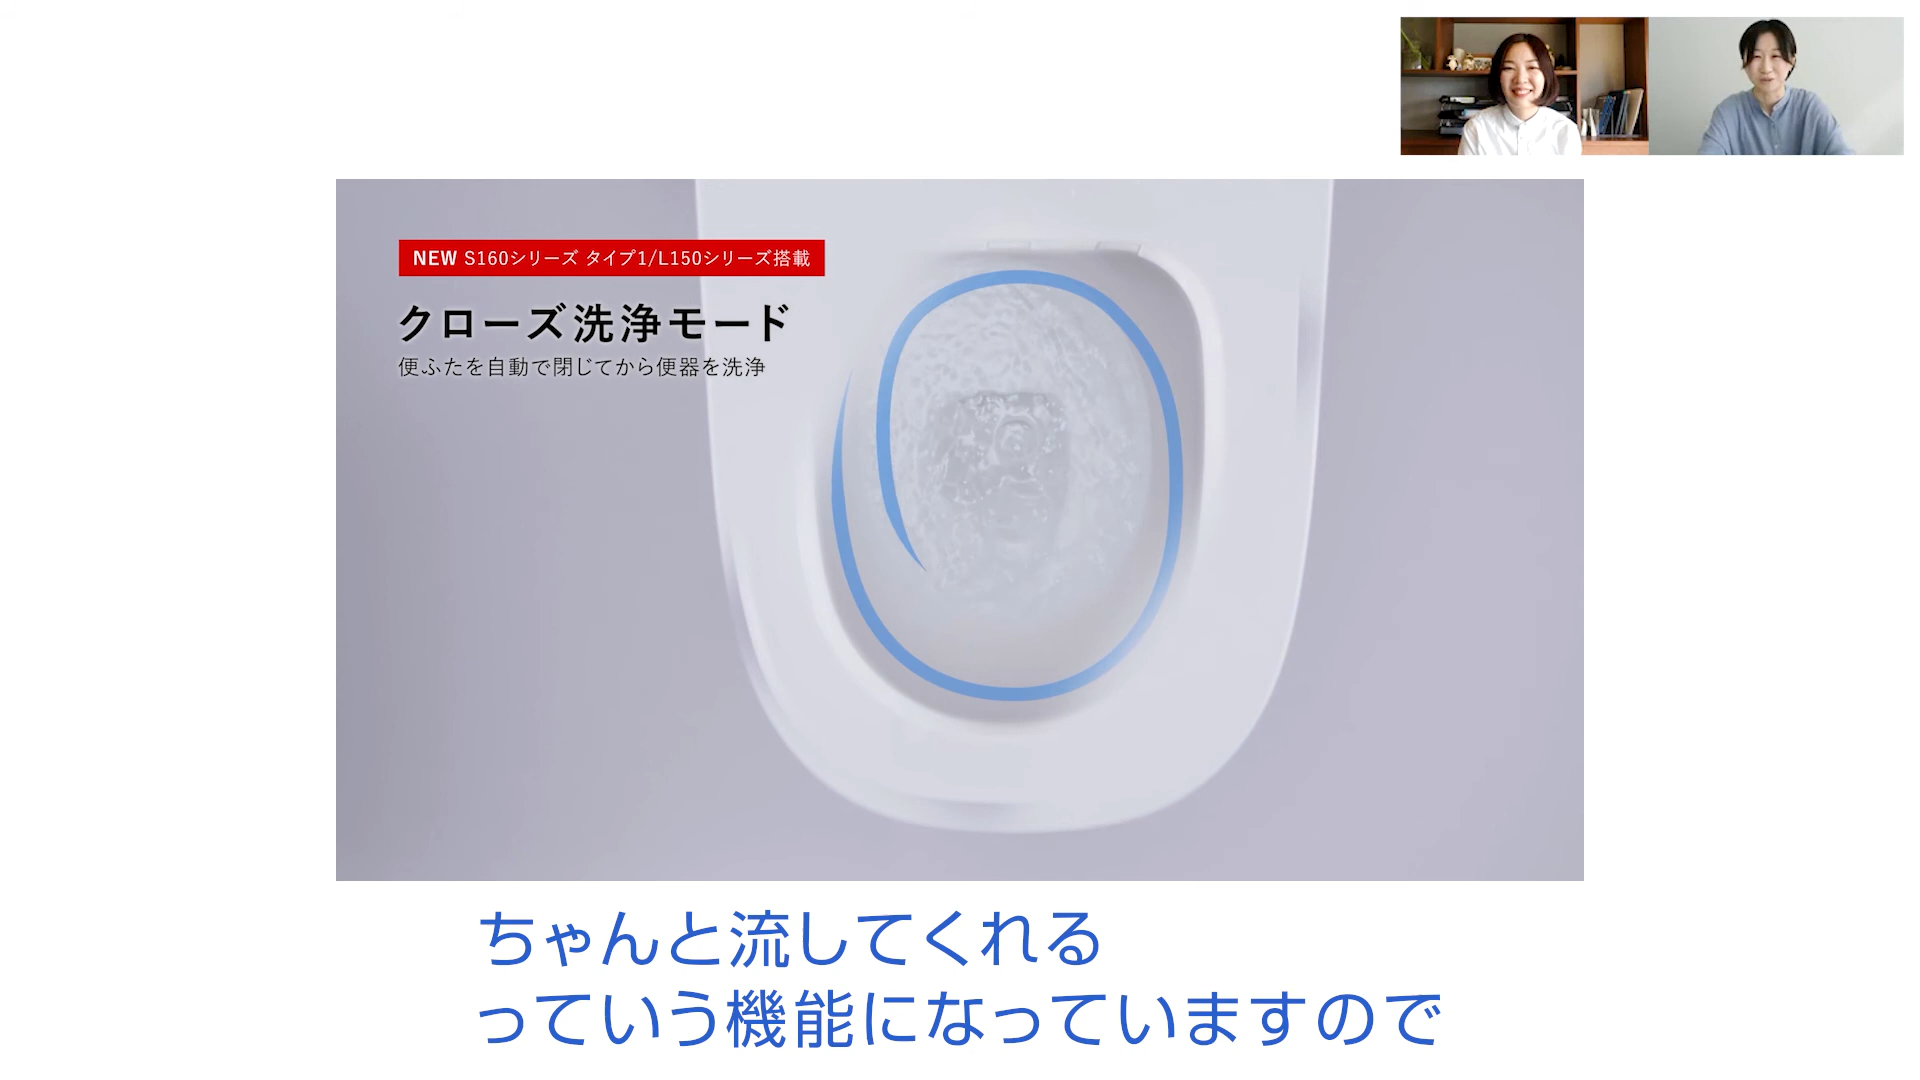 NEW S160シリーズ タイプ1/L150シリーズ搭載
クローズ洗浄モード
便ふたを自動で閉じてから便器を洗浄
ちゃんと流してくれる
っていう機能になっていますので